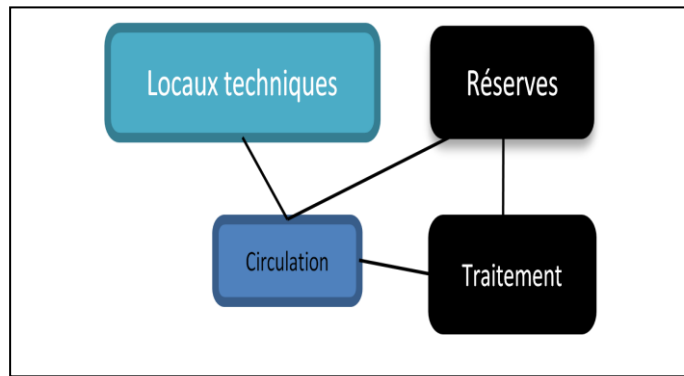 Locaux techniques
Réserves
Circulation
Traitement